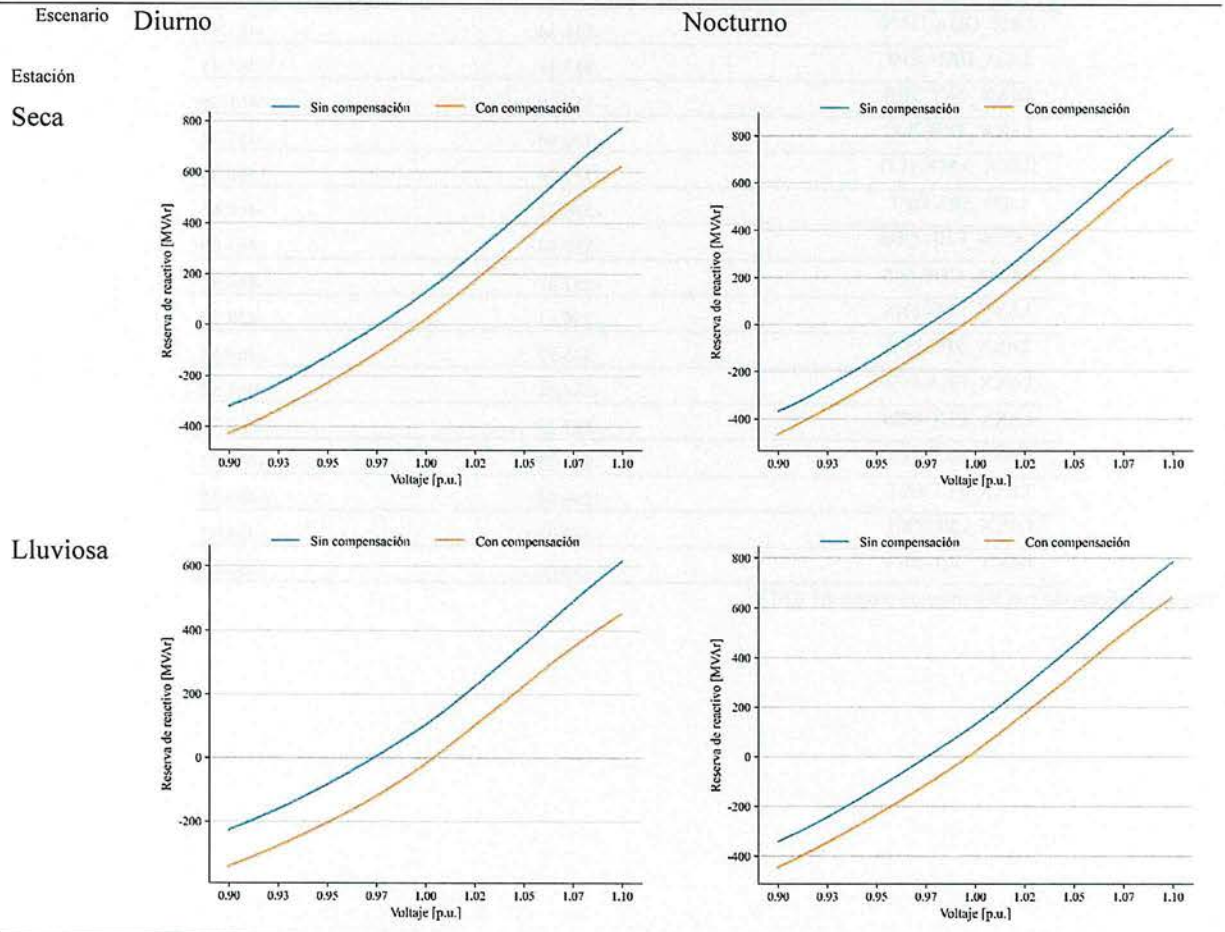 Escenario Diurno Nocturno
Estación
Seca
Sin compensación Con compensación
800
600
400
200
0
-200
-400
Reserva de reactivo [MVAr]
0.90 0.93 0.95 0.97 1.00 1.02 1.05 1.07 1.10
Voltaje [p.u.]
Sin compensación Con compensación
800
600
400
200
0
-200
-400
Reserva de reactivo [MVAr]
0.90 0.93 0.95 0.97 1.00 1.02 1.05 1.07 1.10
Voltaje [p.u.]
Lluviosa
Sin compensación Con compensación
600
400
200
0
-200
Reserva de reactivo [MVAr]
0.90 0.93 0.95 0.97 1.00 1.02 1.05 1.07 1.10
Voltaje [p.u.]
Sin compensación Con compensación
800
600
400
200
0
-200
-400
Reserva de reactivo [MVAr]
0.90 0.93 0.95 0.97 1.00 1.02 1.05 1.07 1.10
Voltaje [p.u.]